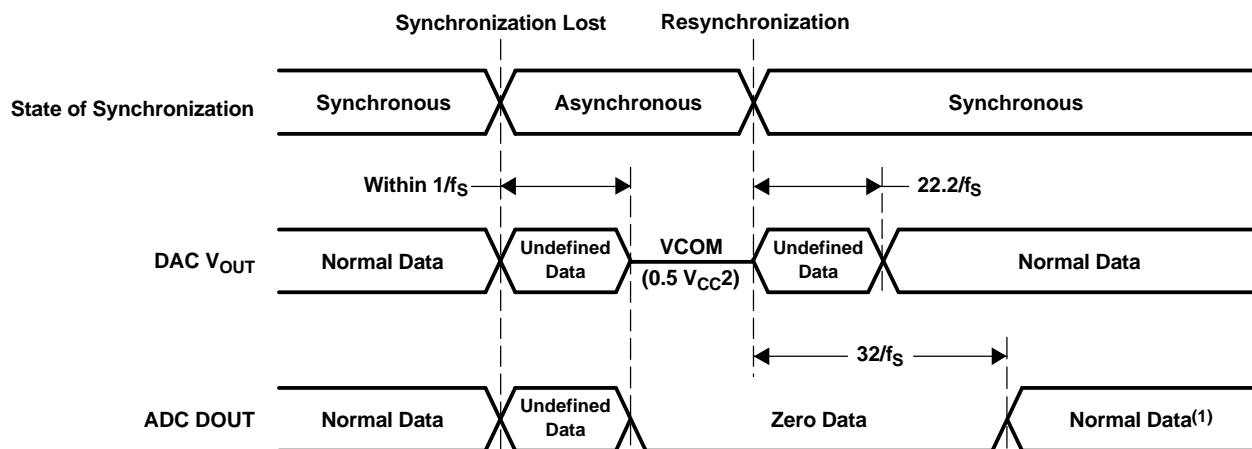 Synchronization Lost
Resynchronization
State of Synchronization
Synchronous
Asynchronous
Synchronous
Within 1/fS
22.2/fS
DAC VOUT
Normal Data
Undefined
Data
VCOM
(0.5 VCC2)
Undefined
Data
Normal Data
32/fS
ADC DOUT
Normal Data
Undefined
Data
Zero Data
Normal Data(1)